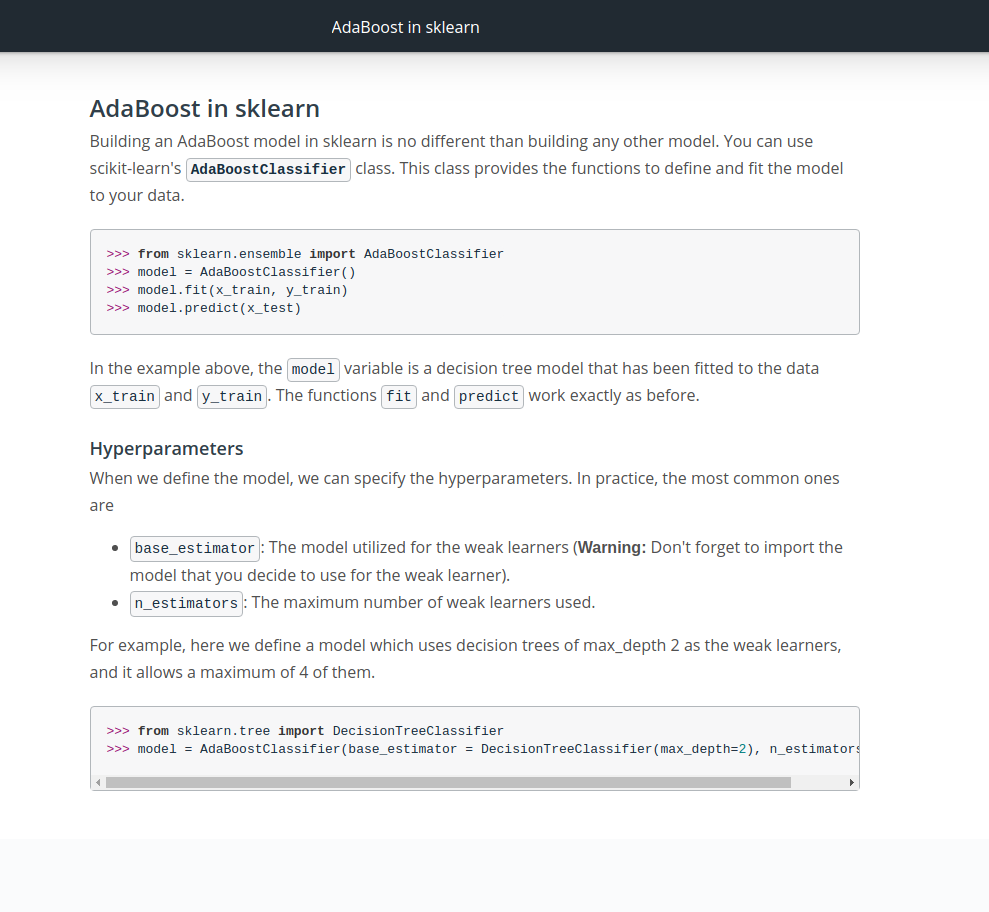 AdaBoost in sklearn
AdaBoost in sklearn
Building an AdaBoost model in sklearn is no different than building any other model. You can use
scikit-learn's AdaBoostClassifier class. This class provides the functions to define and fit the model
to your data.
>>> from sklearn.ensemble import AdaBoostClassifier
>>> model = AdaBoostClassifier()
>>> model.fit(x_train, y_train)
>>> model.predict(x_test)
In the example above, the model variable is a decision tree model that has been fitted to the data
x_train and y_train. The functions fit and predict work exactly as before.
Hyperparameters
When we define the model, we can specify the hyperparameters. In practice, the most common ones
are
• base_estimator: The model utilized for the weak learners (Warning: Don't forget to import the
model that you decide to use for the weak learner).
• n_estimators: The maximum number of weak learners used.
For example, here we define a model which uses decision trees of max_depth 2 as the weak learners,
and it allows a maximum of 4 of them.
>>> from sklearn.tree import DecisionTreeClassifier
>>> model = AdaBoostClassifier(base_estimator = DecisionTreeClassifier(max_depth=2), n_estimators